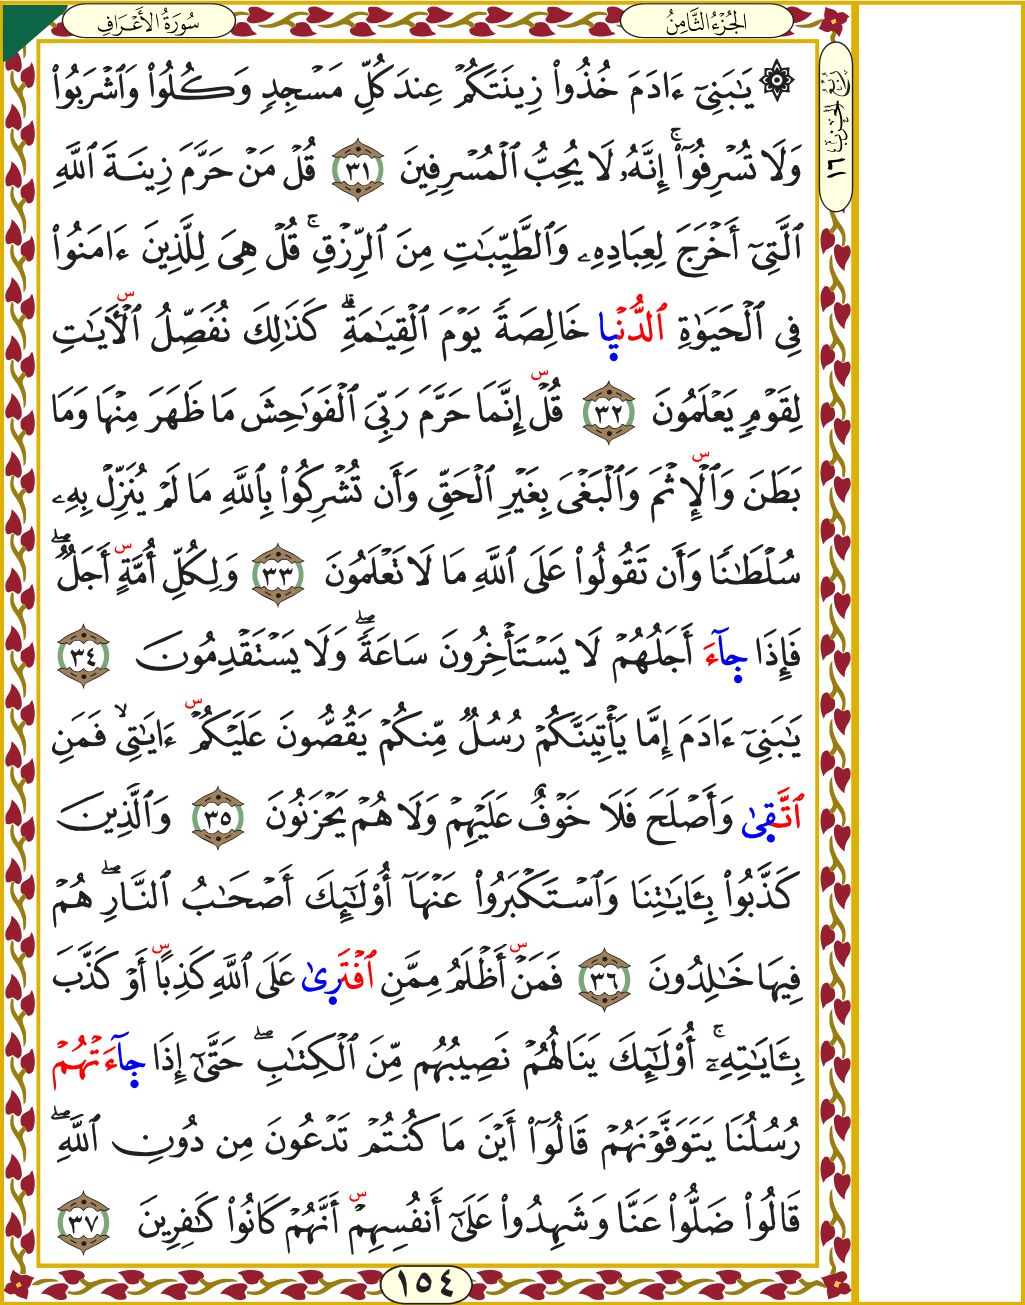 سُورَةُ الأَعْرَافِ
الجُزْءُ الثَّامِنُ
رُبْعُ الحِزْبِ ١٦
۞ يَٰبَنِىٓ ءَادَمَ خُذُوا۟ زِينَتَكُمْ عِندَ كُلِّ مَسْجِدٍ وَكُلُوا۟ وَٱشْرَبُوا۟
وَلَا تُسْرِفُوٓا۟ ۚ إِنَّهُۥ لَا يُحِبُّ ٱلْمُسْرِفِينَ ٣١ قُلْ مَنْ حَرَّمَ زِينَةَ ٱللَّهِ
ٱلَّتِىٓ أَخْرَجَ لِعِبَادِهِۦ وَٱلطَّيِّبَٰتِ مِنَ ٱلرِّزْقِ ۚ قُلْ هِىَ لِلَّذِينَ ءَامَنُوا۟
فِى ٱلْحَيَوٰةِ ٱلدُّنْيَا خَالِصَةً يَوْمَ ٱلْقِيَٰمَةِ ۗ كَذَٰلِكَ نُفَصِّلُ ٱلْـَٔايَٰتِ
لِقَوْمٍ يَعْلَمُونَ ٣٢ قُلْ إِنَّمَا حَرَّمَ رَبِّىَ ٱلْفَوَٰحِشَ مَا ظَهَرَ مِنْهَا وَمَا
بَطَنَ وَٱلْإِثْمَ وَٱلْبَغْىَ بِغَيْرِ ٱلْحَقِّ وَأَن تُشْرِكُوا۟ بِٱللَّهِ مَا لَمْ يُنَزِّلْ بِهِۦ
سُلْطَٰنًا وَأَن تَقُولُوا۟ عَلَى ٱللَّهِ مَا لَا تَعْلَمُونَ ٣٣ وَلِكُلِّ أُمَّةٍ أَجَلٌ ۖ
فَإِذَا جَآءَ أَجَلُهُمْ لَا يَسْتَأْخِرُونَ سَاعَةً ۖ وَلَا يَسْتَقْدِمُونَ ٣٤
يَٰبَنِىٓ ءَادَمَ إِمَّا يَأْتِيَنَّكُمْ رُسُلٌ مِّنكُمْ يَقُصُّونَ عَلَيْكُمْ ءَايَٰتِى ۙ فَمَنِ
ٱتَّقَىٰ وَأَصْلَحَ فَلَا خَوْفٌ عَلَيْهِمْ وَلَا هُمْ يَحْزَنُونَ ٣٥ وَٱلَّذِينَ
كَذَّبُوا۟ بِـَٔايَٰتِنَا وَٱسْتَكْبَرُوا۟ عَنْهَآ أُو۟لَٰٓئِكَ أَصْحَٰبُ ٱلنَّارِ ۖ هُمْ
فِيهَا خَٰلِدُونَ ٣٦ فَمَنْ أَظْلَمُ مِمَّنِ ٱفْتَرَىٰ عَلَى ٱللَّهِ كَذِبًا أَوْ كَذَّبَ
بِـَٔايَٰتِهِۦٓ ۚ أُو۟لَٰٓئِكَ يَنَالُهُمْ نَصِيبُهُم مِّنَ ٱلْكِتَٰبِ ۖ حَتَّىٰٓ إِذَا جَآءَتْهُمْ
رُسُلُنَا يَتَوَفَّوْنَهُمْ قَالُوٓا۟ أَيْنَ مَا كُنتُمْ تَدْعُونَ مِن دُونِ ٱللَّهِ ۖ
قَالُوا۟ ضَلُّوا۟ عَنَّا وَشَهِدُوا۟ عَلَىٰٓ أَنفُسِهِمْ أَنَّهُمْ كَانُوا۟ كَٰفِرِينَ ٣٧
١٥٤